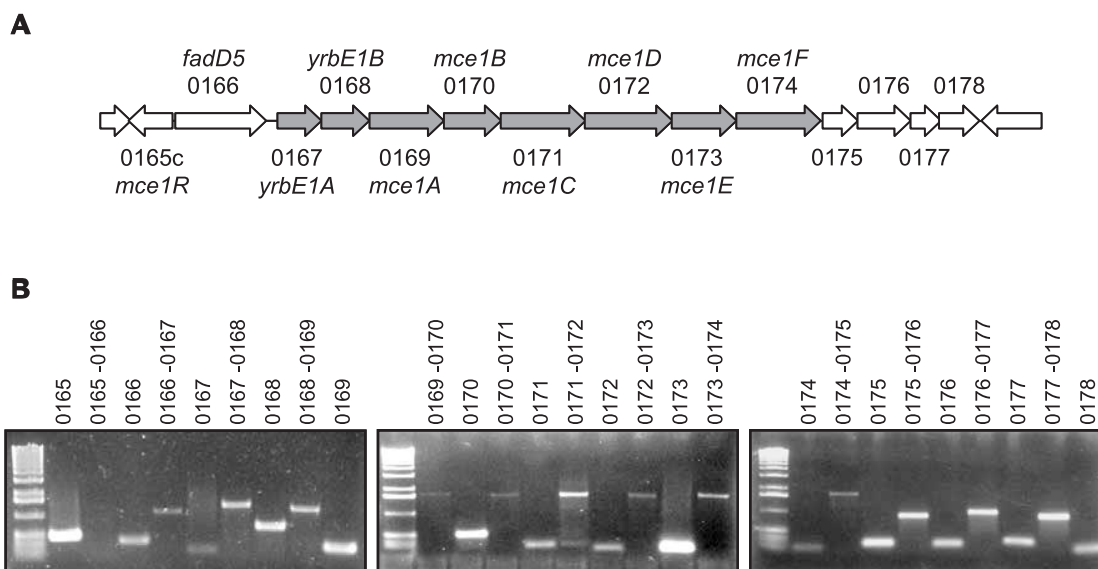 A
fadD5 yrbE1B mce1B mce1D mce1F
0166 0168 0170 0172 0174 0176 0178
0165c 0167 0169 0171 0173 0175 0177
mce1R yrbE1A mce1A mce1C mce1E
B
0165 0165 -0166 0166 0166 -0167 0167 0167 -0168 0168 0168 -0169 0169
0169 -0170 0170 0170 -0171 0171 0171 -0172 0172 0172 -0173 0173 0173 -0174
0174 0174 -0175 0175 0175 -0176 0176 0176 -0177 0177 0177 -0178 0178